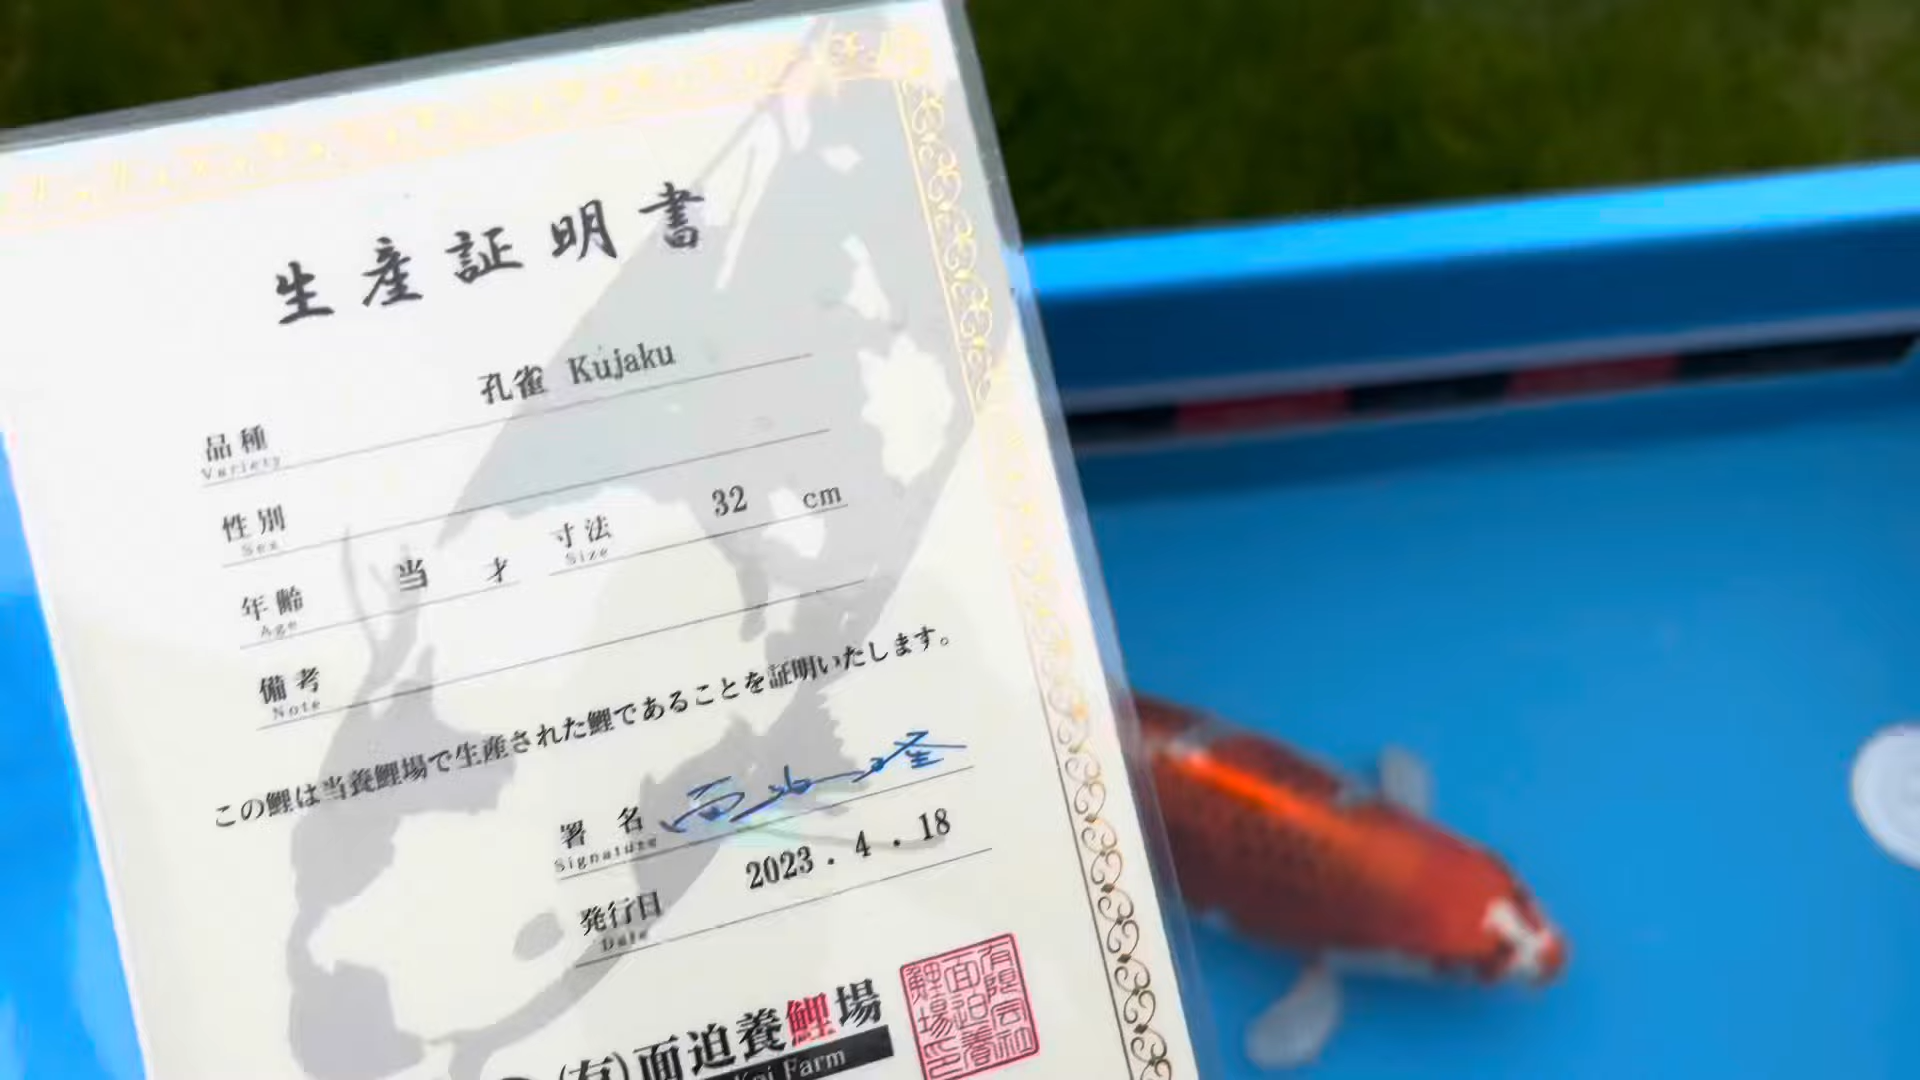 生産証明書
孔雀 Kujaku
品種
Variety
性別
Sex
年齢 当 才 寸法 32 cm
Age Size
備考
Note
この鯉は当養鯉場で生産された鯉であることを証明いたします。
署名
Signature
発行日 2023.4.18
Date
(有)面迫養鯉場
Koi Farm
有限会社
面迫養
鯉場印